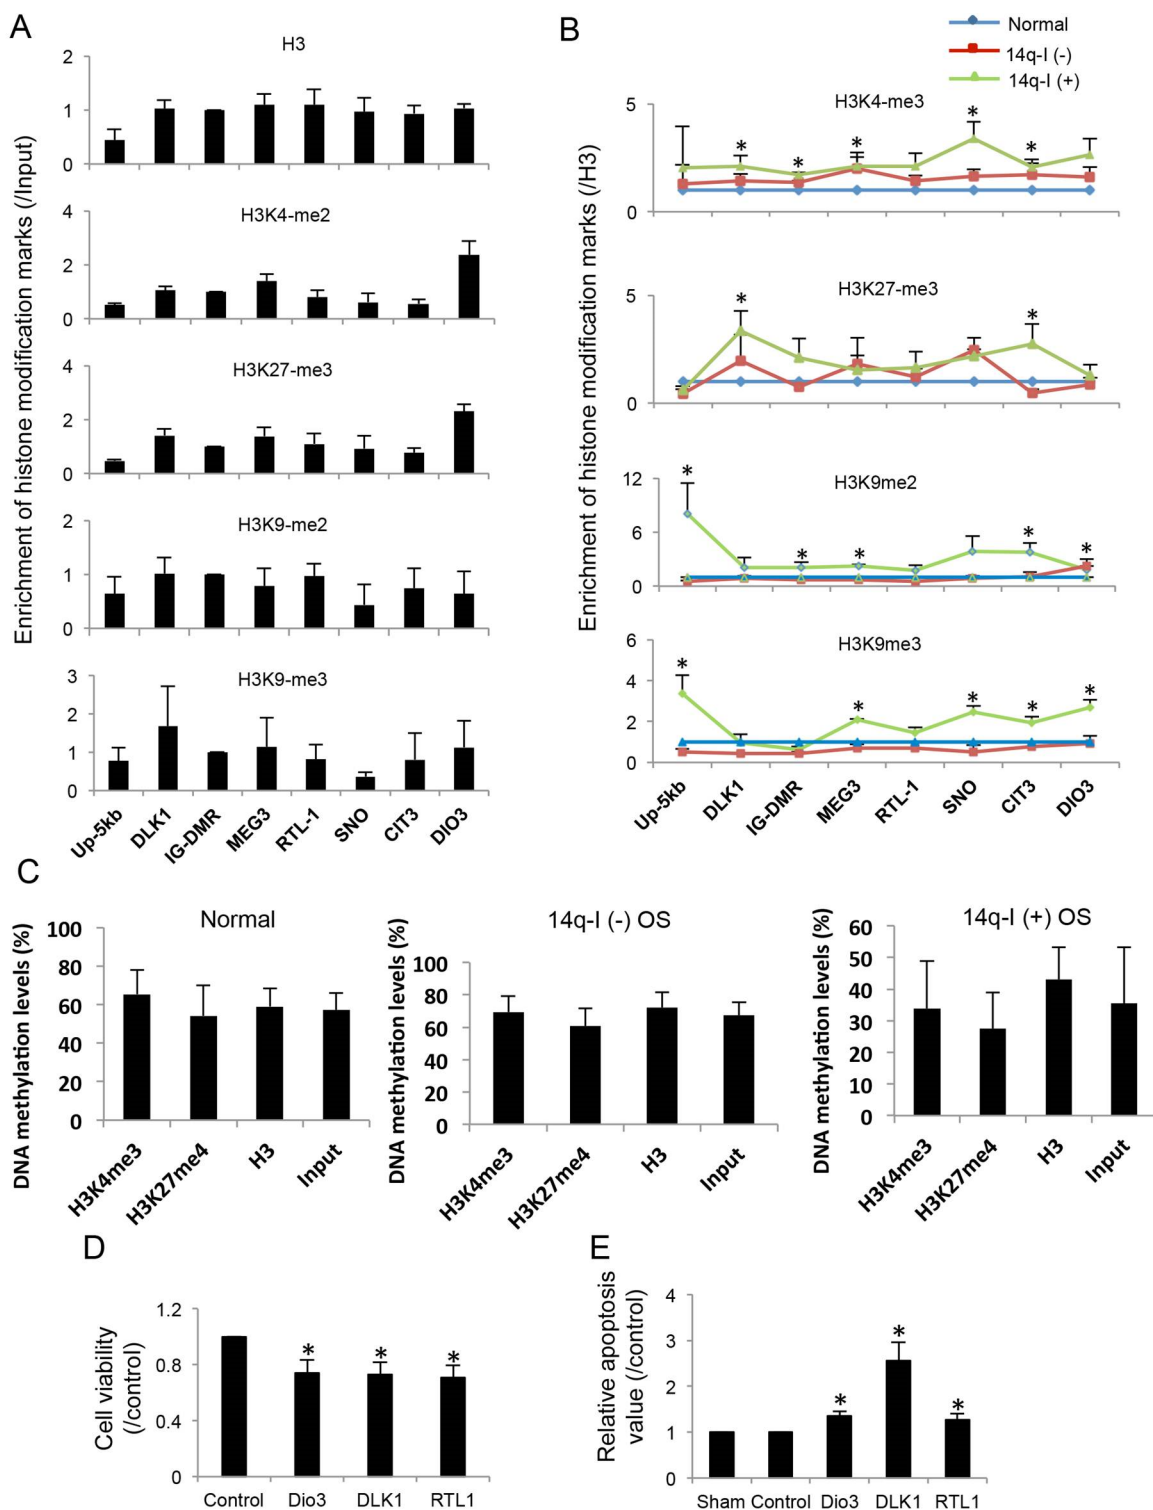 A
H3
Enrichment of histone modification marks (/Input)
2
1
0
H3K4-me2
4
2
0
H3K27-me3
4
2
0
H3K9-me2
2
1
0
H3K9-me3
3
2
1
0
Up-5kb DLK1 IG-DMR MEG3 RTL-1 SNO CIT3 DIO3
B
Normal
14q-I (-)
14q-I (+)
Enrichment of histone modification marks (/H3)
H3K4-me3
5
0
* * * * *
H3K27-me3
5
0
* *
H3K9me2
12
6
0
* * * * *
H3K9me3
6
4
2
0
* * * * *
Up-5kb DLK1 IG-DMR MEG3 RTL-1 SNO CIT3 DIO3
C
Normal
DNA methylation levels (%)
100
80
60
40
20
0
H3K4me3 H3K27me4 H3 Input
14q-I (-) OS
DNA methylation levels (%)
100
80
60
40
20
0
H3K4me3 H3K27me4 H3 Input
14q-I (+) OS
DNA methylation levels (%)
60
50
40
30
20
10
0
H3K4me3 H3K27me4 H3 Input
D
Cell viability
(/control)
1.2
0.8
0.4
0
* * *
Control Dio3 DLK1 RTL1
E
Relative apoptosis
value (/control)
4
3
2
1
0
* * *
Sham Control Dio3 DLK1 RTL1